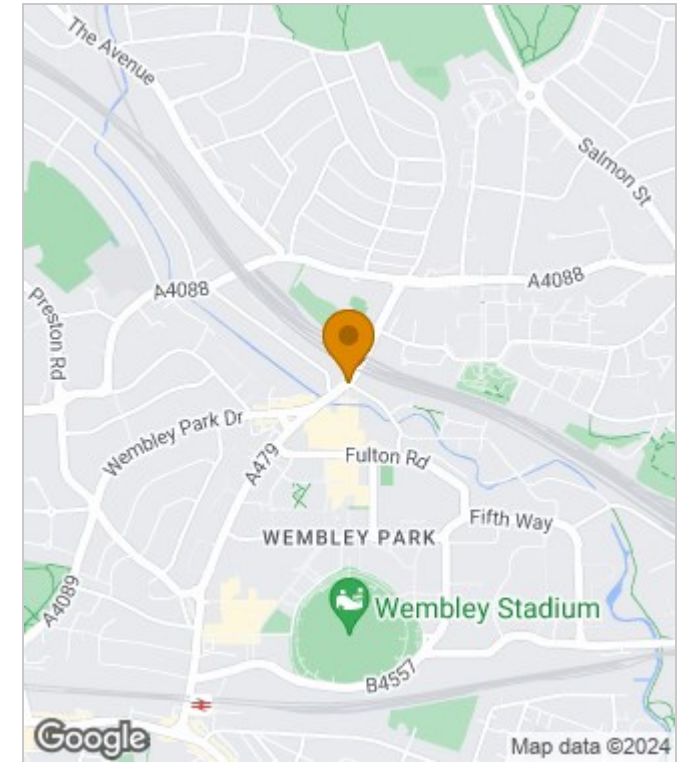 The Avenue
Salmon St
A4088
A4088
Preston Rd
Wembley Park Dr
A479
Fulton Rd
Fifth Way
WEMBLEY PARK
A4089
Wembley Stadium
B4557
Google
Map data ©2024